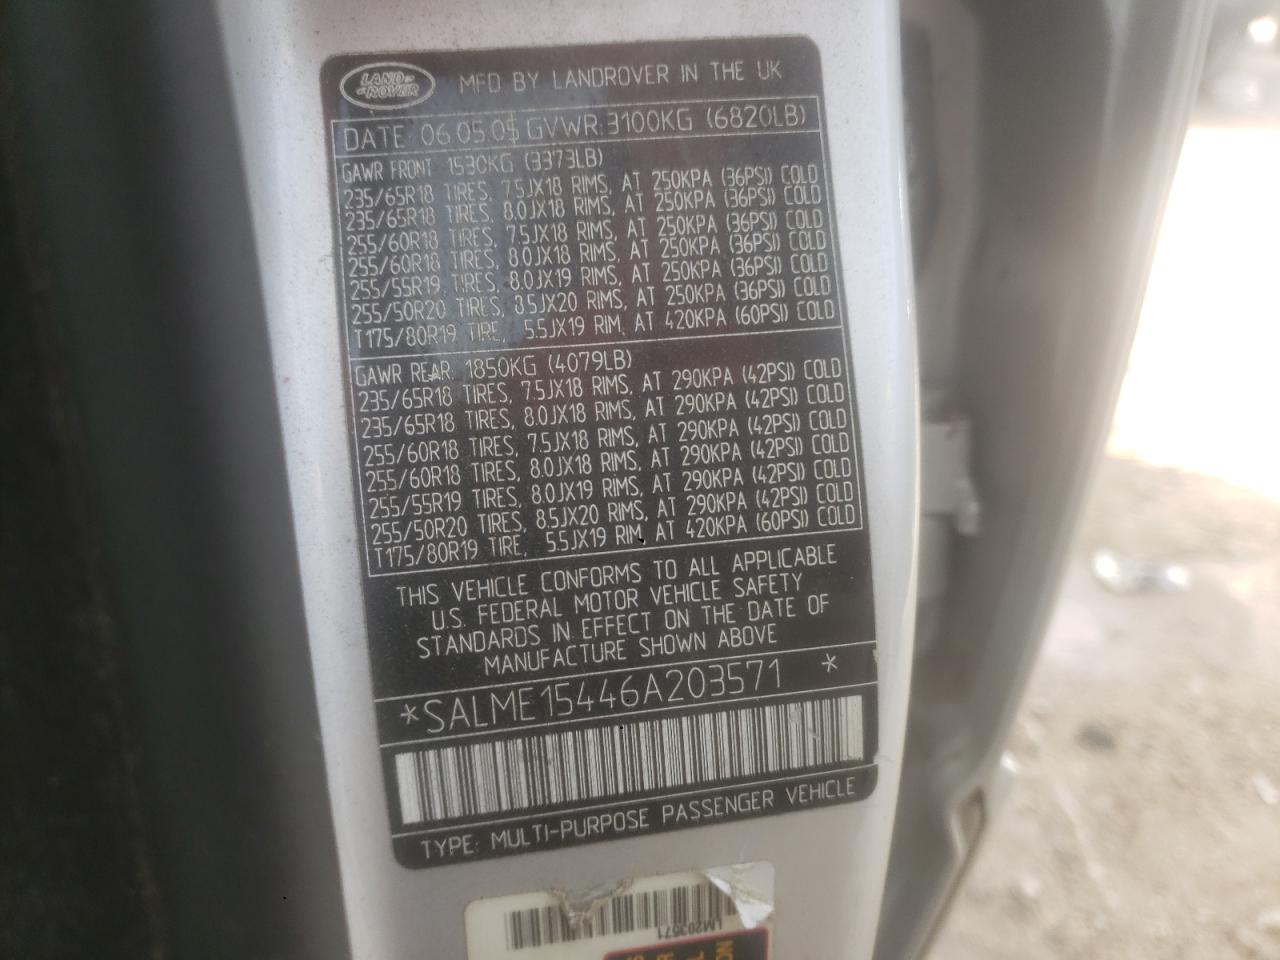 LAND-
-ROVER
MFD BY LANDROVER IN THE UK
DATE 06.05.05 GVWR:3100KG (6820LB)
GAWR FRONT 1530KG (3373LB)
235/65R18 TIRES, 7.5JX18 RIMS, AT 250KPA (36PSI) COLD
235/65R18 TIRES, 8.0JX18 RIMS, AT 250KPA (36PSI) COLD
255/60R18 TIRES, 7.5JX18 RIMS, AT 250KPA (36PSI) COLD
255/60R18 TIRES, 8.0JX18 RIMS, AT 250KPA (36PSI) COLD
255/55R19 TIRES, 8.0JX19 RIMS, AT 250KPA (36PSI) COLD
255/50R20 TIRES, 8.5JX20 RIMS, AT 250KPA (36PSI) COLD
T175/80R19 TIRE, 5.5JX19 RIM, AT 420KPA (60PSI) COLD
GAWR REAR 1850KG (4079LB)
235/65R18 TIRES, 7.5JX18 RIMS, AT 290KPA (42PSI) COLD
235/65R18 TIRES, 8.0JX18 RIMS, AT 290KPA (42PSI) COLD
255/60R18 TIRES, 7.5JX18 RIMS, AT 290KPA (42PSI) COLD
255/60R18 TIRES, 8.0JX18 RIMS, AT 290KPA (42PSI) COLD
255/55R19 TIRES, 8.0JX19 RIMS, AT 290KPA (42PSI) COLD
255/50R20 TIRES, 8.5JX20 RIMS, AT 290KPA (42PSI) COLD
T175/80R19 TIRE, 5.5JX19 RIM, AT 420KPA (60PSI) COLD
THIS VEHICLE CONFORMS TO ALL APPLICABLE
U.S. FEDERAL MOTOR VEHICLE SAFETY
STANDARDS IN EFFECT ON THE DATE OF
MANUFACTURE SHOWN ABOVE
*SALME15446A203571 *
TYPE: MULTI-PURPOSE PASSENGER VEHICLE
LM203571